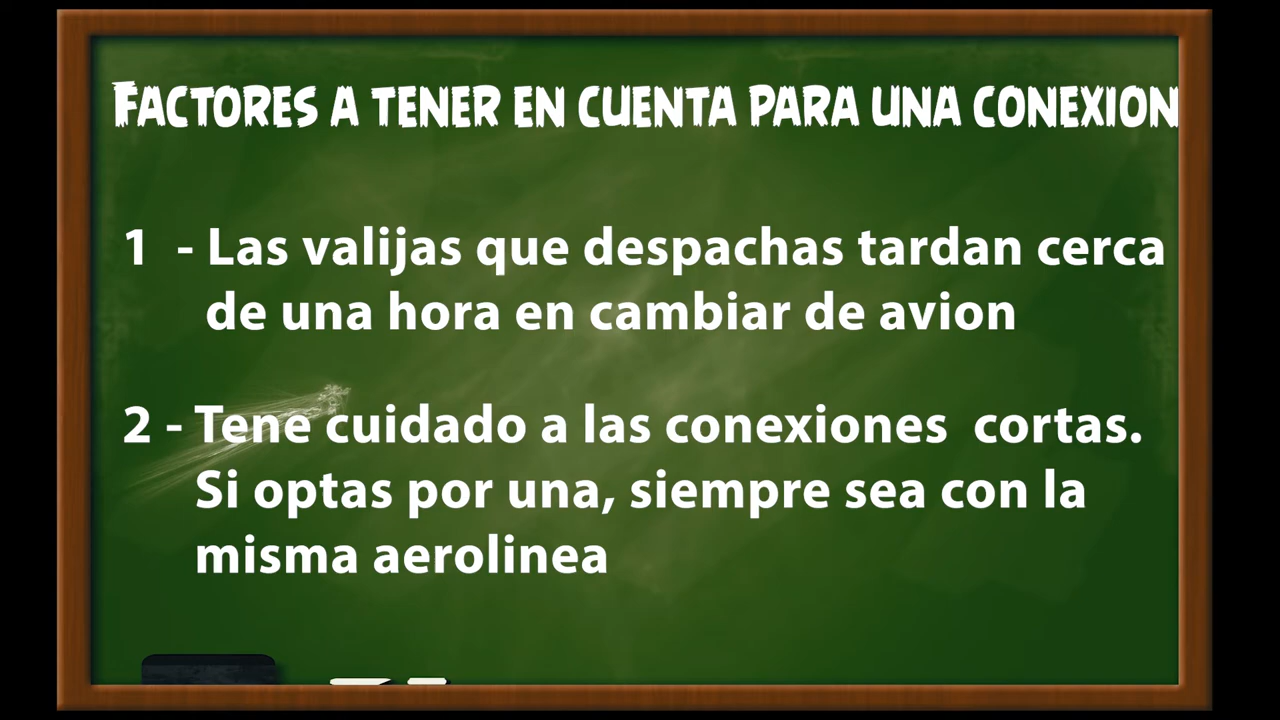 FACTORES A TENER EN CUENTA PARA UNA CONEXION
1 - Las valijas que despachas tardan cerca
de una hora en cambiar de avion
2 - Tene cuidado a las conexiones cortas.
Si optas por una, siempre sea con la
misma aerolinea